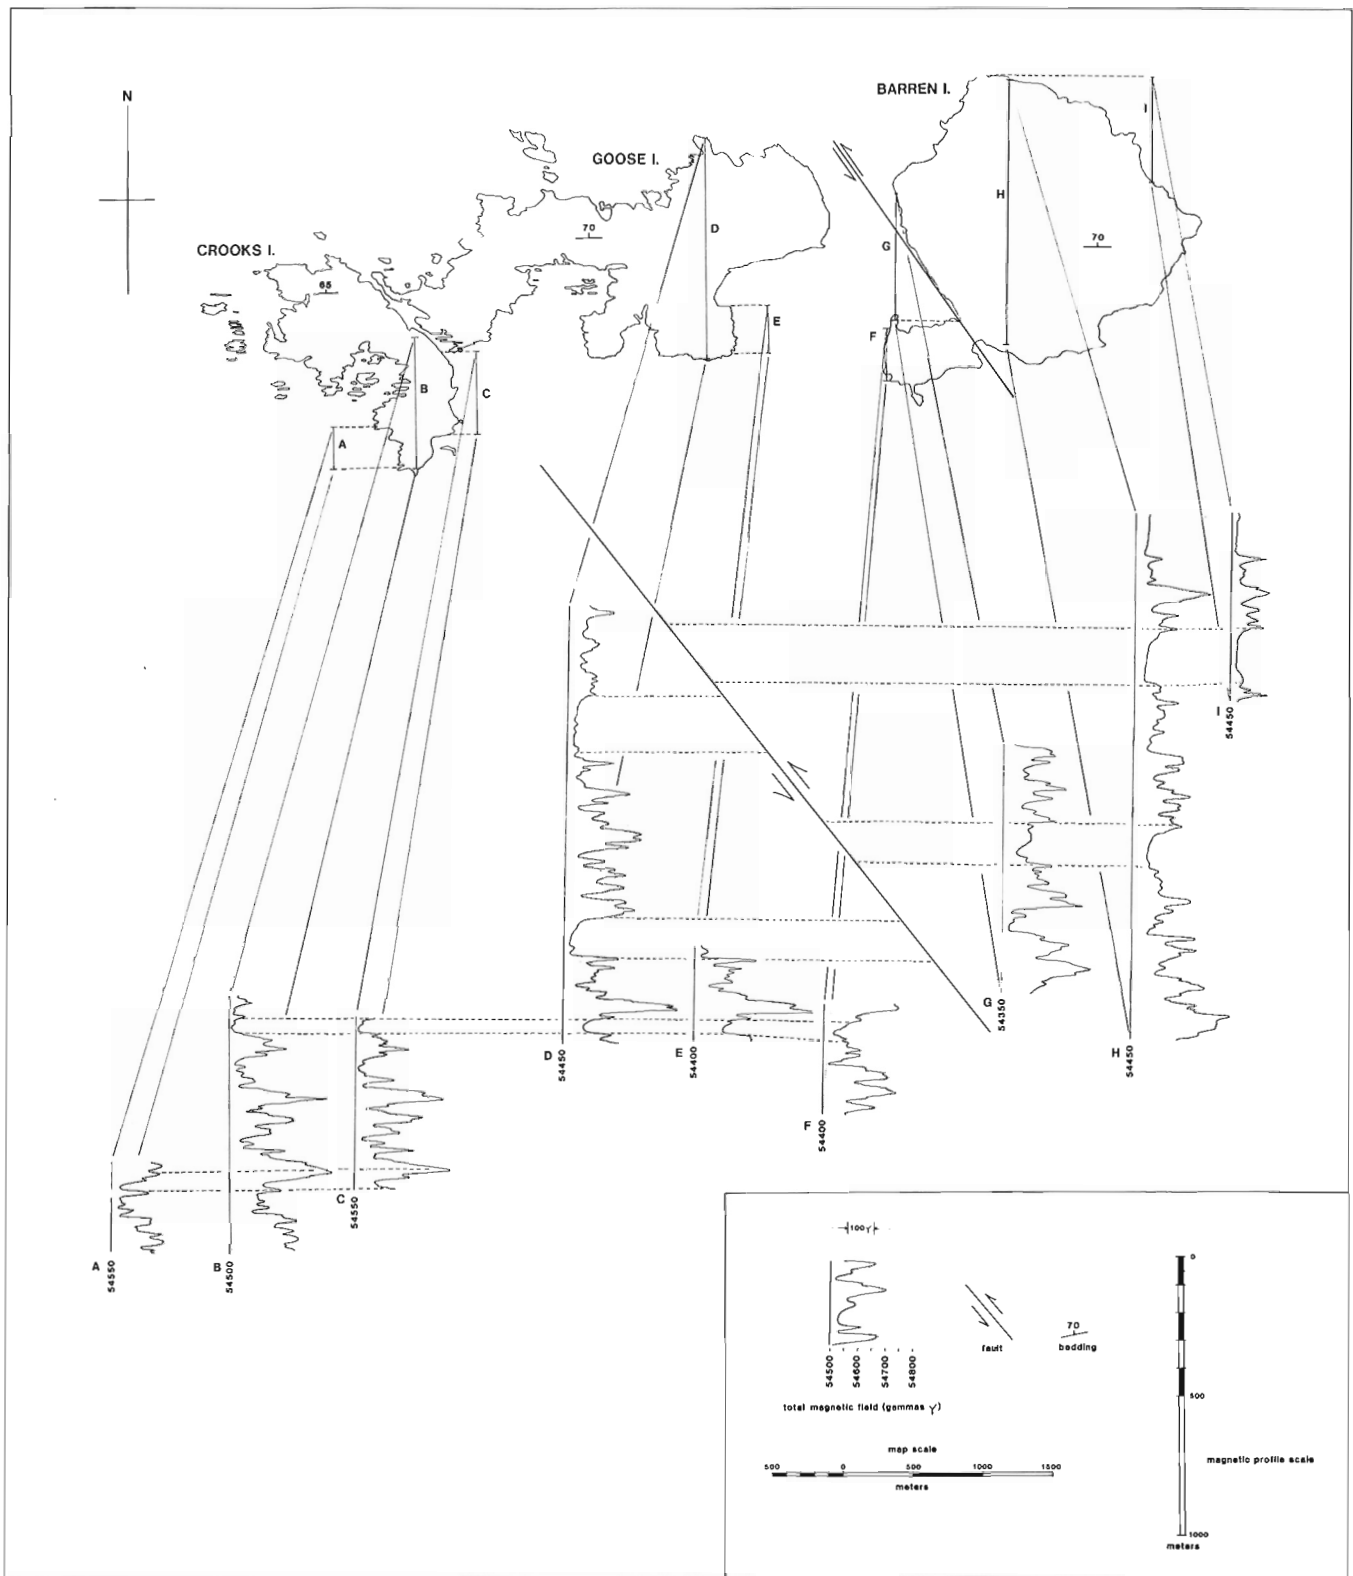 N
BARREN I.
GOOSE I.
CROOKS I.
I
H
D
70
70
G
65
E
F
B
C
A
I
54450
G
54350
D
54450
E
54400
H
54450
F
54400
C
54550
A
54550
B
54500
100γ
0
70
fault
bedding
54500
54600
54700
54800
500
total magnetic field (gammas γ)
map scale
magnetic profile scale
500
0
500
1000
1500
meters
1000
meters